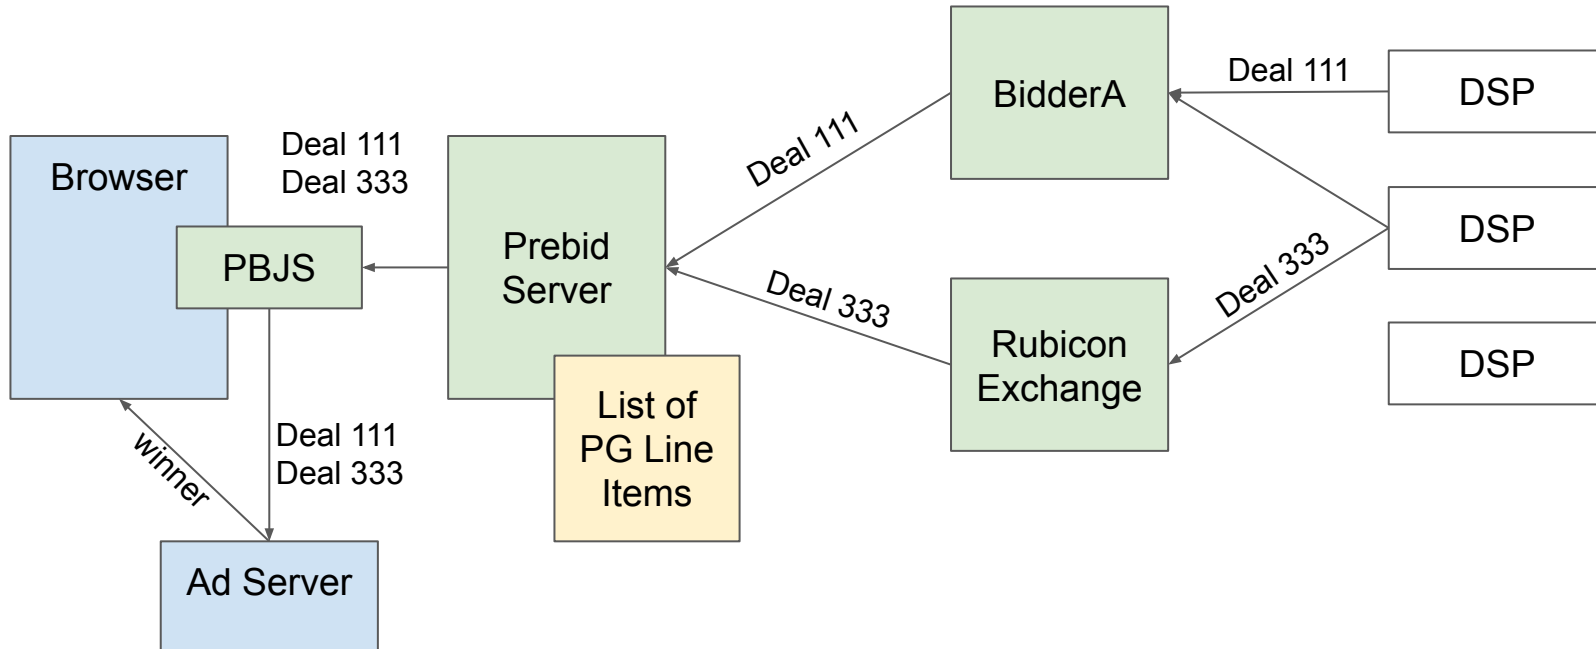 Browser
PBJS
Deal 111
Deal 333
Prebid
Server
List of
PG Line
Items
Deal 111
Deal 333
winner
Ad Server
Deal 111
Deal 333
BidderA
Rubicon
Exchange
Deal 111
Deal 333
DSP
DSP
DSP